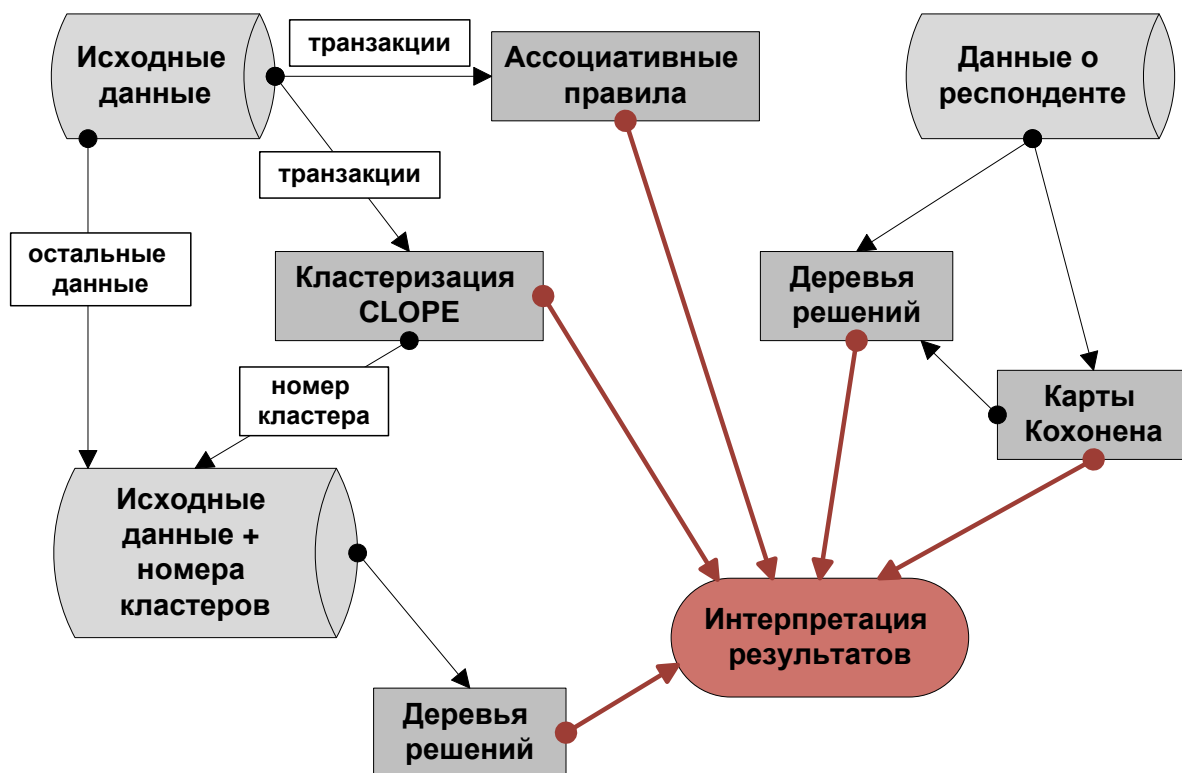 Исходные
данные
транзакции
Ассоциативные
правила
Данные о
респонденте
транзакции
остальные
данные
Кластеризация
CLOPE
Деревья
решений
номер
кластера
Карты
Кохонена
Исходные
данные +
номера
кластеров
Интерпретация
результатов
Деревья
решений